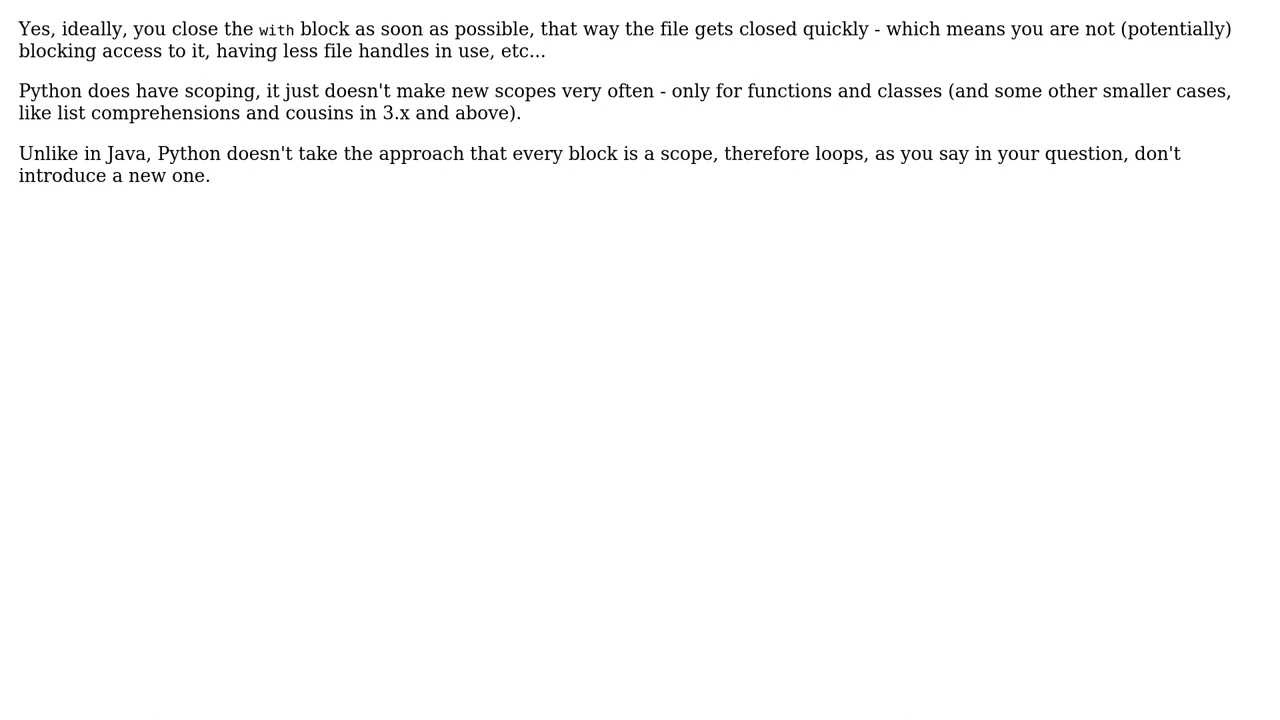 Yes, ideally, you close the with block as soon as possible, that way the file gets closed quickly - which means you are not (potentially)
blocking access to it, having less file handles in use, etc...
Python does have scoping, it just doesn't make new scopes very often - only for functions and classes (and some other smaller cases,
like list comprehensions and cousins in 3.x and above).
Unlike in Java, Python doesn't take the approach that every block is a scope, therefore loops, as you say in your question, don't
introduce a new one.